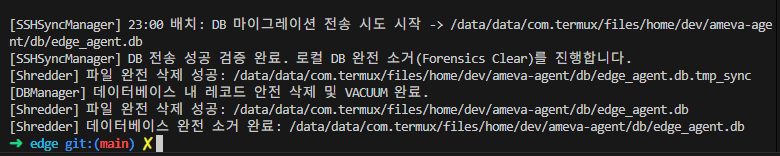 [SSHSyncManager] 23:00 배치: DB 마이그레이션 전송 시도 시작 -> /data/data/com.termux/files/home/dev/ameva-age
nt/db/edge_agent.db
[SSHSyncManager] DB 전송 성공 검증 완료. 로컬 DB 완전 소거(Forensics Clear)를 진행합니다.
[Shredder] 파일 완전 삭제 성공: /data/data/com.termux/files/home/dev/ameva-agent/db/edge_agent.db.tmp_sync
[DBManager] 데이터베이스 내 레코드 안전 삭제 및 VACUUM 완료.
[Shredder] 파일 완전 삭제 성공: /data/data/com.termux/files/home/dev/ameva-agent/db/edge_agent.db
[Shredder] 데이터베이스 완전 소거 완료: /data/data/com.termux/files/home/dev/ameva-agent/db/edge_agent.db
➜ edge git:(main) ✗